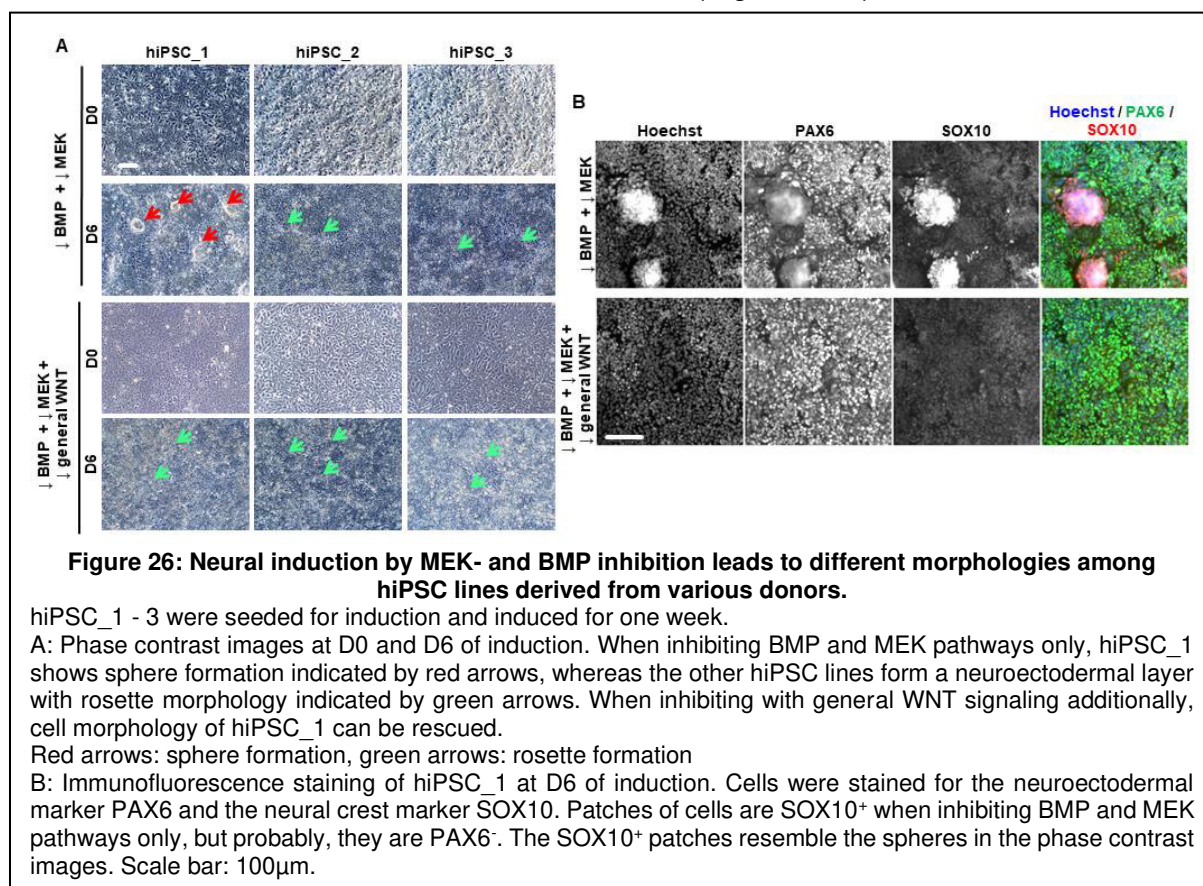 A
hiPSC_1 hiPSC_2 hiPSC_3
↓ BMP + ↓ MEK
D0
D6
↓ BMP + ↓ MEK +
↓ general WNT
D0
D6
B
Hoechst PAX6 SOX10
Hoechst / PAX6 /
SOX10
↓ BMP + ↓ MEK
↓ BMP + ↓ MEK +
↓ general WNT
Figure 26: Neural induction by MEK- and BMP inhibition leads to different morphologies among
hiPSC lines derived from various donors.
hiPSC_1 - 3 were seeded for induction and induced for one week.
A: Phase contrast images at D0 and D6 of induction. When inhibiting BMP and MEK pathways only, hiPSC_1
shows sphere formation indicated by red arrows, whereas the other hiPSC lines form a neuroectodermal layer
with rosette morphology indicated by green arrows. When inhibiting with general WNT signaling additionally,
cell morphology of hiPSC_1 can be rescued.
Red arrows: sphere formation, green arrows: rosette formation
B: Immunofluorescence staining of hiPSC_1 at D6 of induction. Cells were stained for the neuroectodermal
marker PAX6 and the neural crest marker SOX10. Patches of cells are SOX10⁺ when inhibiting BMP and MEK
pathways only, but probably, they are PAX6⁻. The SOX10⁺ patches resemble the spheres in the phase contrast
images. Scale bar: 100µm.